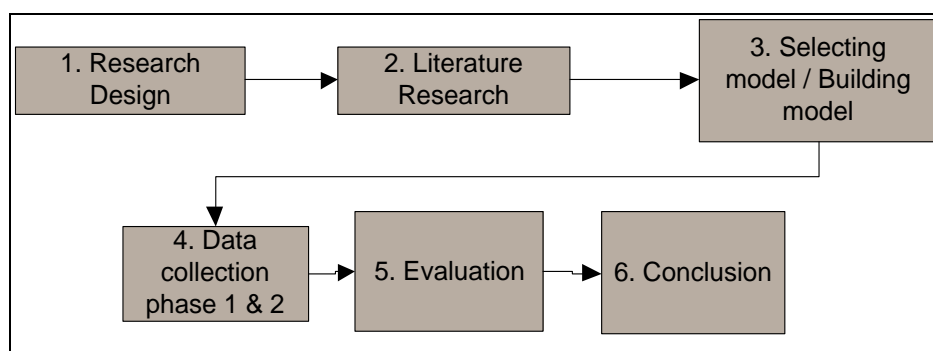 1. Research
Design
2. Literature
Research
3. Selecting
model / Building
model
4. Data
collection
phase 1 & 2
5. Evaluation
6. Conclusion